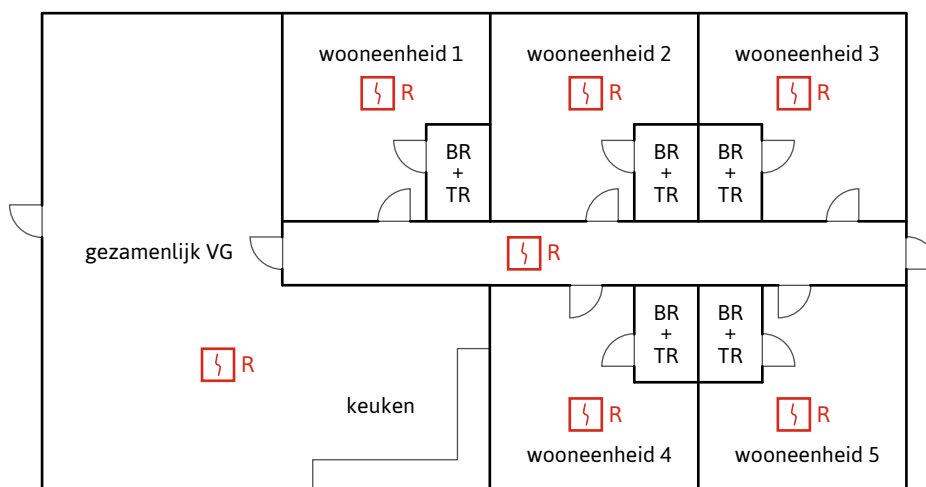 wooneenheid 1
wooneenheid 2
wooneenheid 3
R
R
R
BR
+
TR
BR
+
TR
BR
+
TR
gezamenlijk VG
R
BR
+
TR
BR
+
TR
R
keuken
R
R
wooneenheid 4
wooneenheid 5